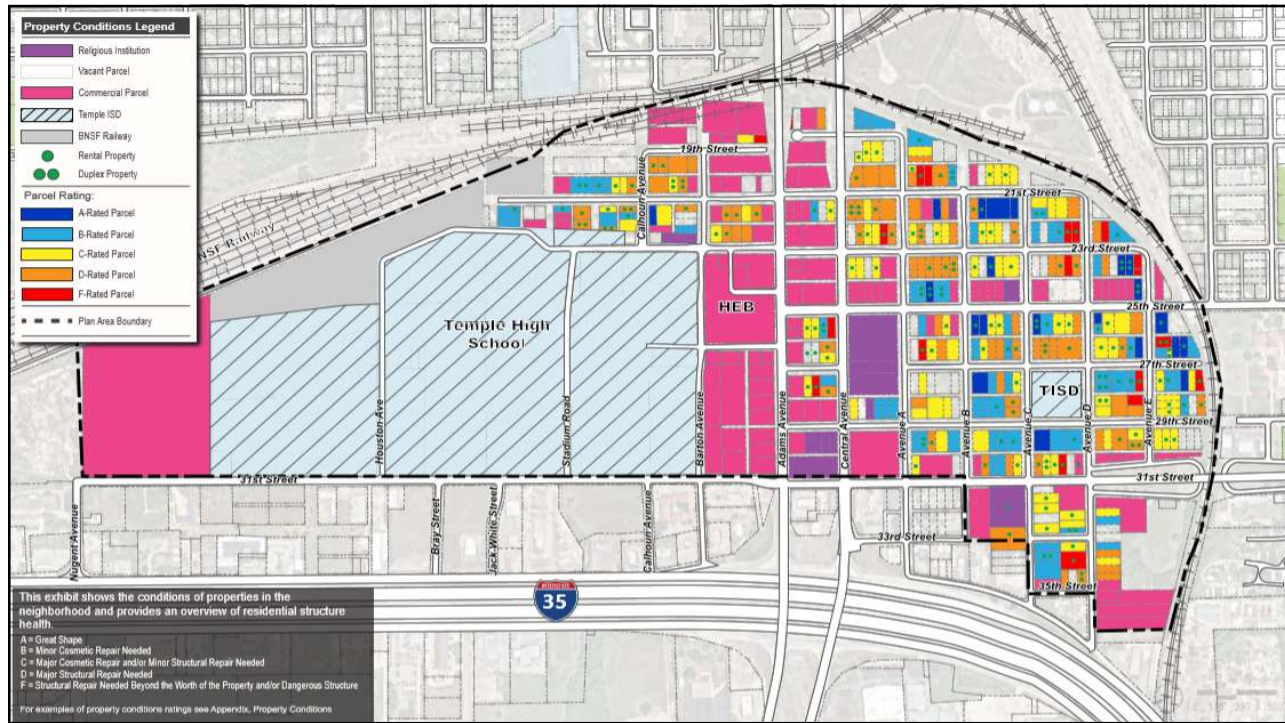 Property Conditions Legend
Religious Institution
Vacant Parcel
Commercial Parcel
Temple ISD
BNSF Railway
Rental Property
Duplex Property
Parcel Rating:
A-Rated Parcel
B-Rated Parcel
C-Rated Parcel
D-Rated Parcel
F-Rated Parcel
Plan Area Boundary
BNSF Railway
19th Street
Calhoun Avenue
21st Street
23rd Street
25th Street
HEB
Temple High
School
27th Street
TISD
29th Street
Houston Ave
Stadium Road
Barton Avenue
Adams Avenue
Central Avenue
Avenue A
Avenue B
Avenue C
Avenue D
Avenue E
31st Street
31st Street
Nugent Avenue
Bray Street
Jack White Street
Calhoun Avenue
33rd Street
35th Street
INTERSTATE
35
This exhibit shows the conditions of properties in the
neighborhood and provides an overview of residential structure
health.
A = Great Shape
B = Minor Cosmetic Repair Needed
C = Major Cosmetic Repair and/or Minor Structural Repair Needed
D = Major Structural Repair Needed
F = Structural Repair Needed Beyond the Worth of the Property and/or Dangerous Structure
For examples of property conditions ratings see Appendix, Property Conditions